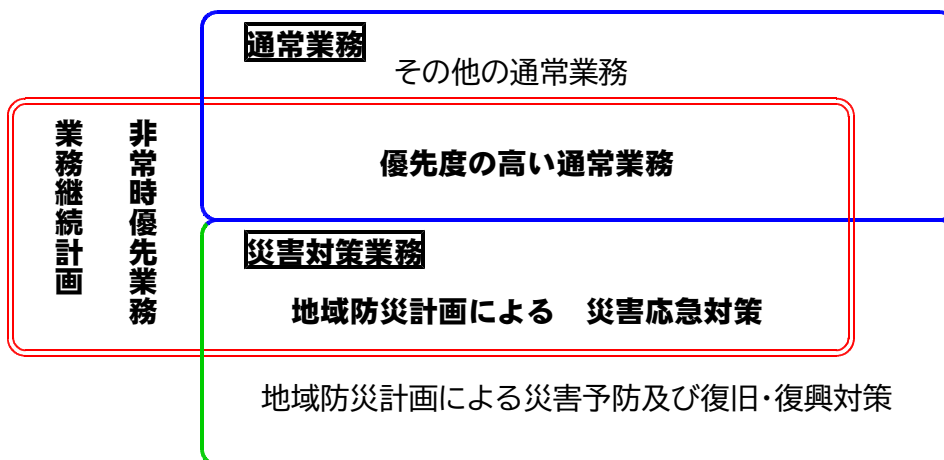 通常業務
その他の通常業務
業務継続計画
非常時優先業務
優先度の高い通常業務
災害対策業務
地域防災計画による　災害応急対策
地域防災計画による災害予防及び復旧・復興対策